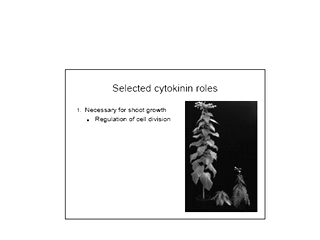 Selected cytokinin roles
1. Necessary for shoot growth
• Regulation of cell division